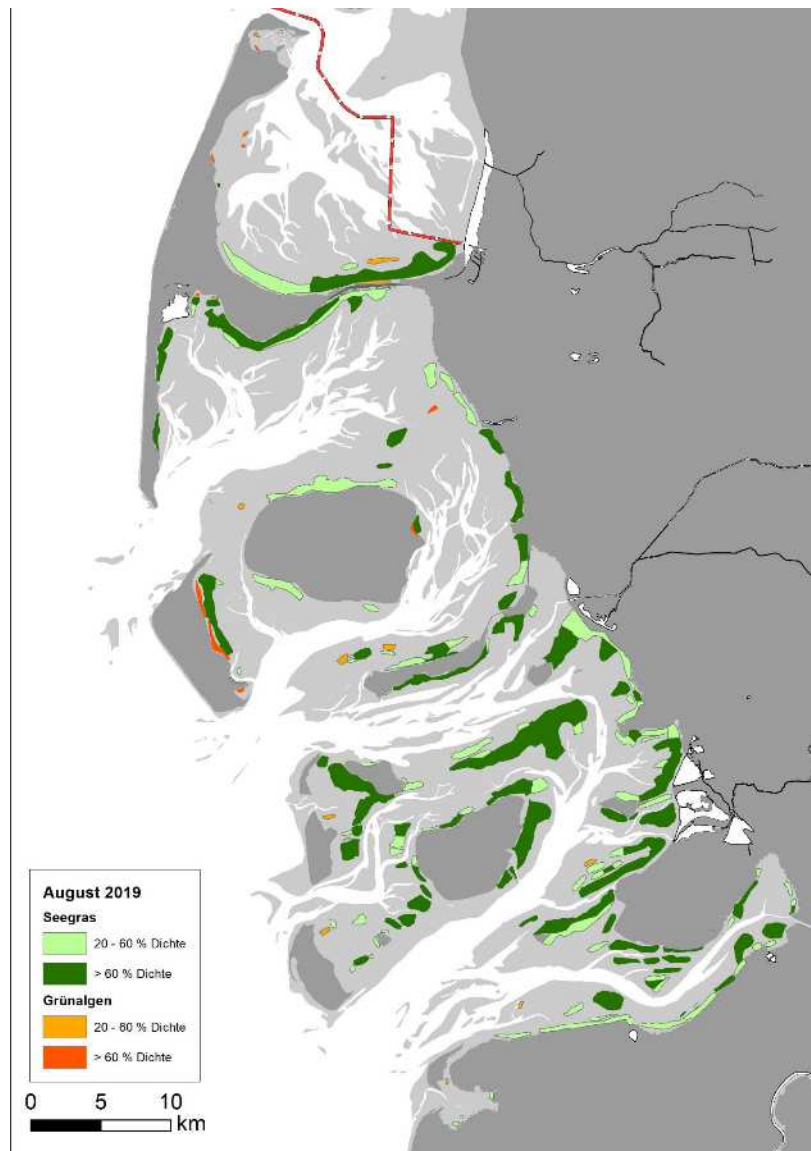 August 2019
Seegras
20 - 60 % Dichte
> 60 % Dichte
Grünalgen
20 - 60 % Dichte
> 60 % Dichte
0 5 10
km